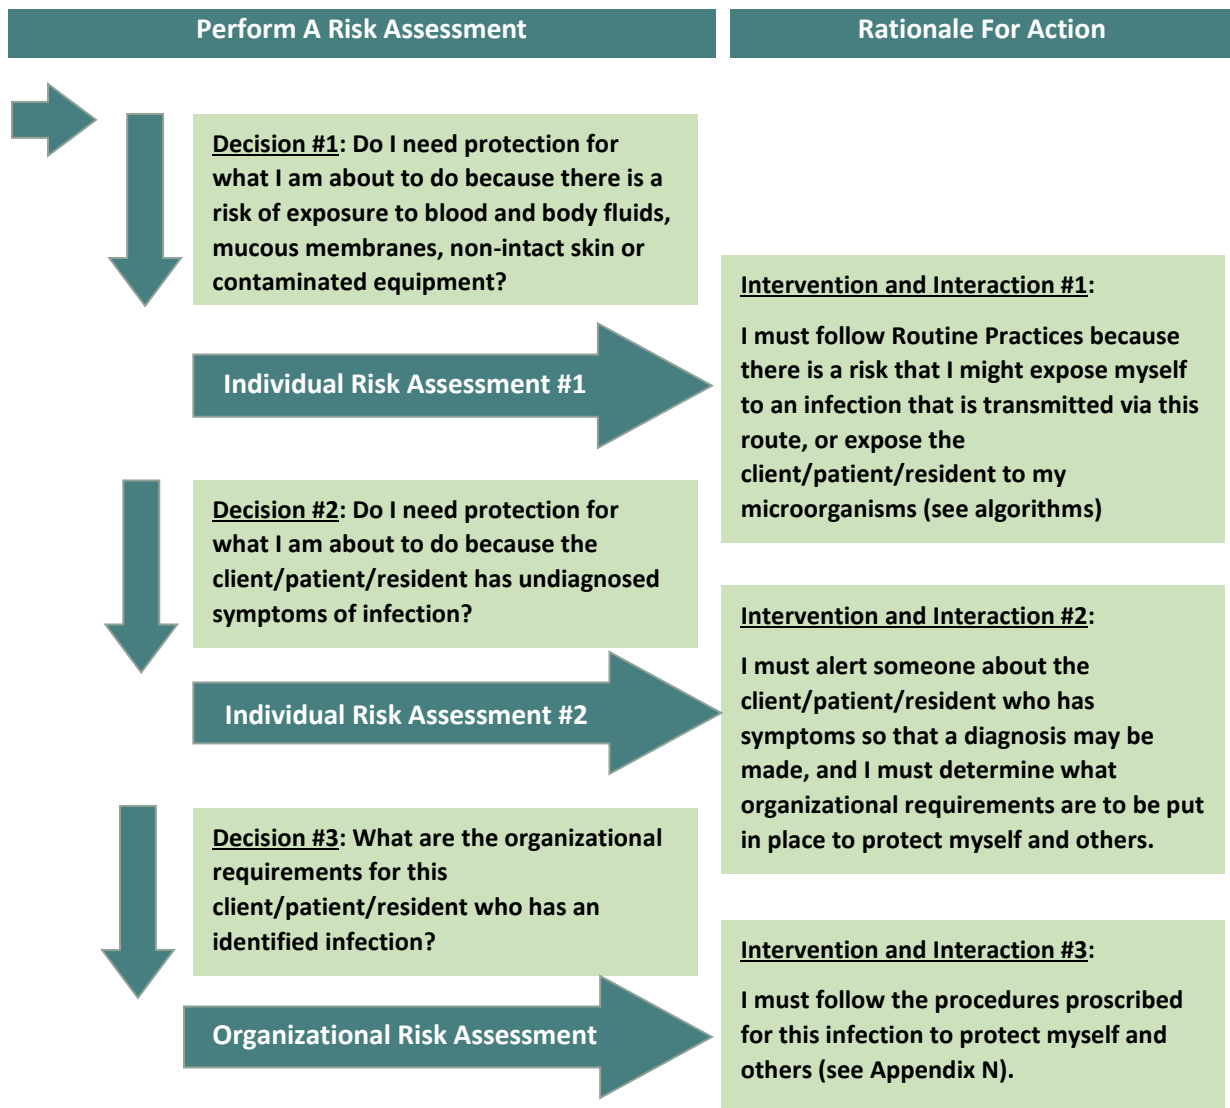 Perform A Risk Assessment
Rationale For Action
Decision #1: Do I need protection for
what I am about to do because there is a
risk of exposure to blood and body fluids,
mucous membranes, non-intact skin or
contaminated equipment?
Individual Risk Assessment #1
Intervention and Interaction #1:
I must follow Routine Practices because
there is a risk that I might expose myself
to an infection that is transmitted via this
route, or expose the
client/patient/resident to my
microorganisms (see algorithms)
Decision #2: Do I need protection for
what I am about to do because the
client/patient/resident has undiagnosed
symptoms of infection?
Individual Risk Assessment #2
Intervention and Interaction #2:
I must alert someone about the
client/patient/resident who has
symptoms so that a diagnosis may be
made, and I must determine what
organizational requirements are to be put
in place to protect myself and others.
Decision #3: What are the organizational
requirements for this
client/patient/resident who has an
identified infection?
Organizational Risk Assessment
Intervention and Interaction #3:
I must follow the procedures proscribed
for this infection to protect myself and
others (see Appendix N).